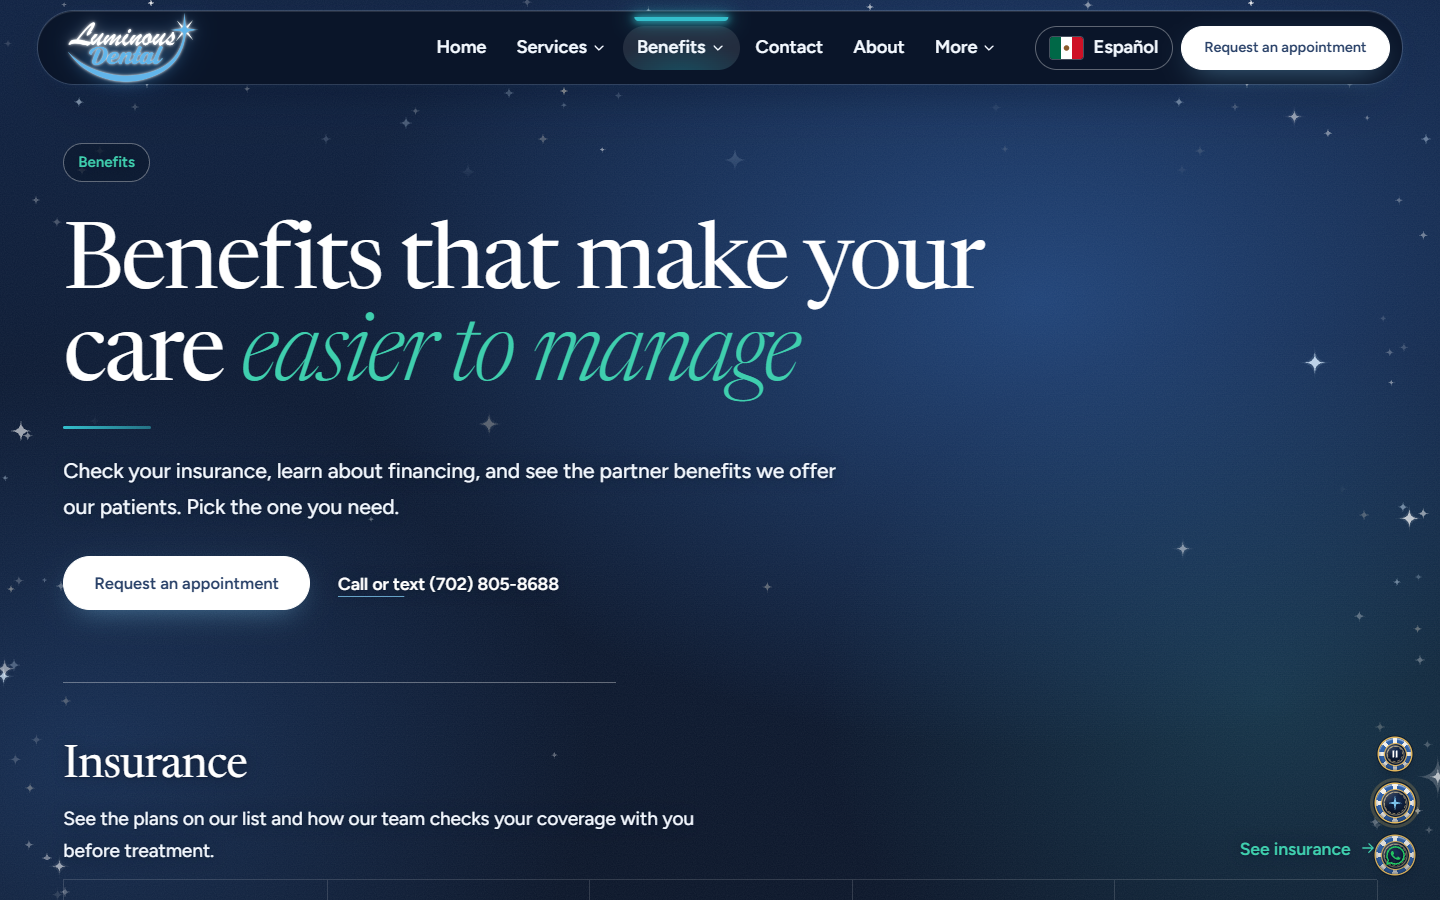 Luminous
Dental
Home
Services
Benefits
Contact
About
More
Español
Request an appointment
Benefits
Benefits that make your
care easier to manage
Check your insurance, learn about financing, and see the partner benefits we offer
our patients. Pick the one you need.
Request an appointment
Call or text (702) 805-8688
Insurance
See the plans on our list and how our team checks your coverage with you
before treatment.
See insurance